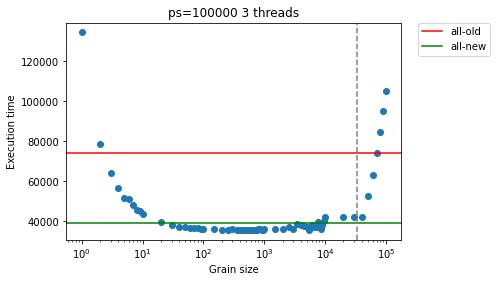 ps=100000 3 threads
all-old
all-new
Execution time
120000
100000
80000
60000
40000
10⁰
10¹
10²
10³
10⁴
10⁵
Grain size